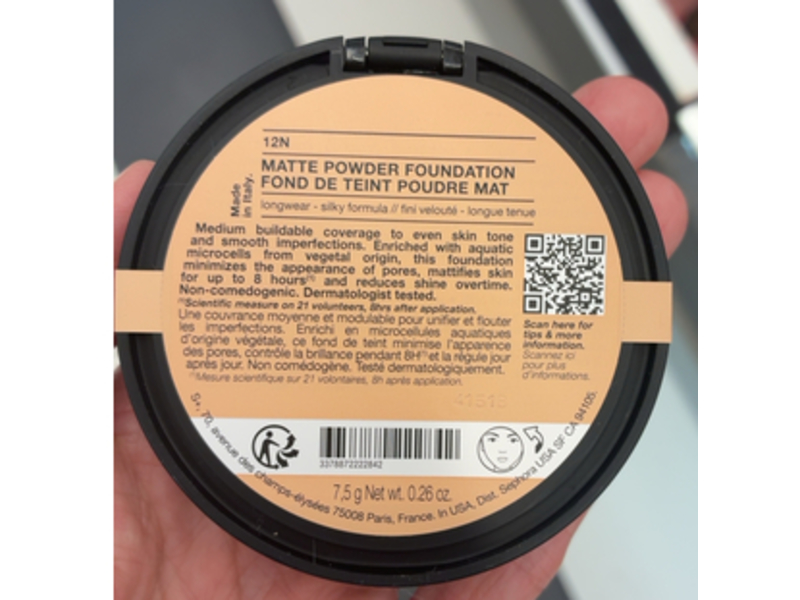 12N
MATTE POWDER FOUNDATION
FOND DE TEINT POUDRE MAT
Made
in Italy.
longwear - silky formula // fini velouté - longue tenue
Medium buildable coverage to even skin tone
and smooth imperfections. Enriched with aquatic
microcells from vegetal origin, this foundation
minimizes the appearance of pores, mattifies skin
for up to 8 hours⁽¹⁾ and reduces shine overtime.
Non-comedogenic. Dermatologist tested.
⁽¹⁾Scientific measure on 21 volunteers, 8hrs after application.
Une couvrance moyenne et modulable pour unifier et flouter
les imperfections. Enrichi en microcellules aquatiques
d'origine végétale, ce fond de teint minimise l'apparence
des pores, contrôle la brillance pendant 8H⁽¹⁾ et la régule jour
après jour. Non comédogène. Testé dermatologiquement.
⁽¹⁾Mesure scientifique sur 21 volontaires, 8h après application.
Scan here for
tips & more
information.
Scannez ici
pour plus
d'informations.
3378872222842
7,5 g Net wt. 0.26 oz.
S+, 70, avenue des champs-élysées 75008 Paris, France. In USA, Dist. Sephora USA SF CA 94105.